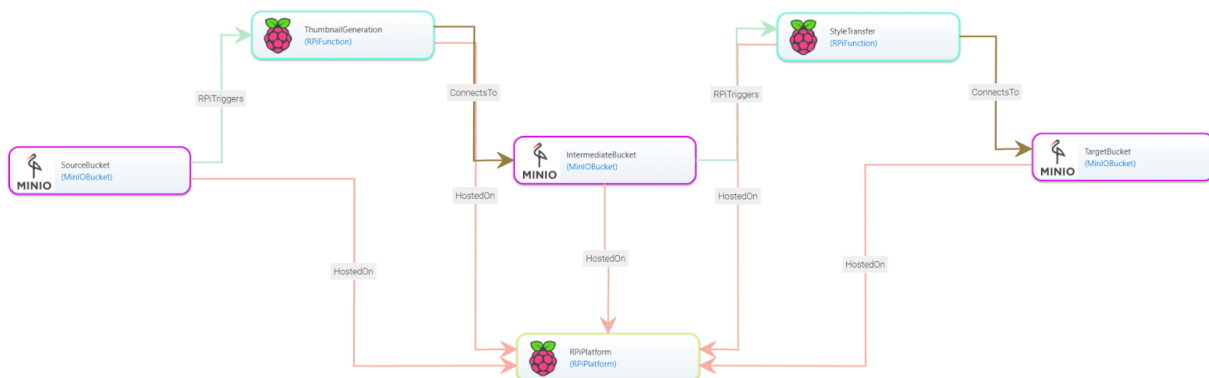 ThumbnailGeneration
(RPiFunction)
StyleTransfer
(RPiFunction)
RPiTriggers
ConnectsTo
RPiTriggers
ConnectsTo
SourceBucket
(MinIOBucket)
MINIO
IntermediateBucket
(MinIOBucket)
MINIO
TargetBucket
(MinIOBucket)
MINIO
HostedOn
HostedOn
HostedOn
HostedOn
HostedOn
RPiPlatform
(RPiPlatform)